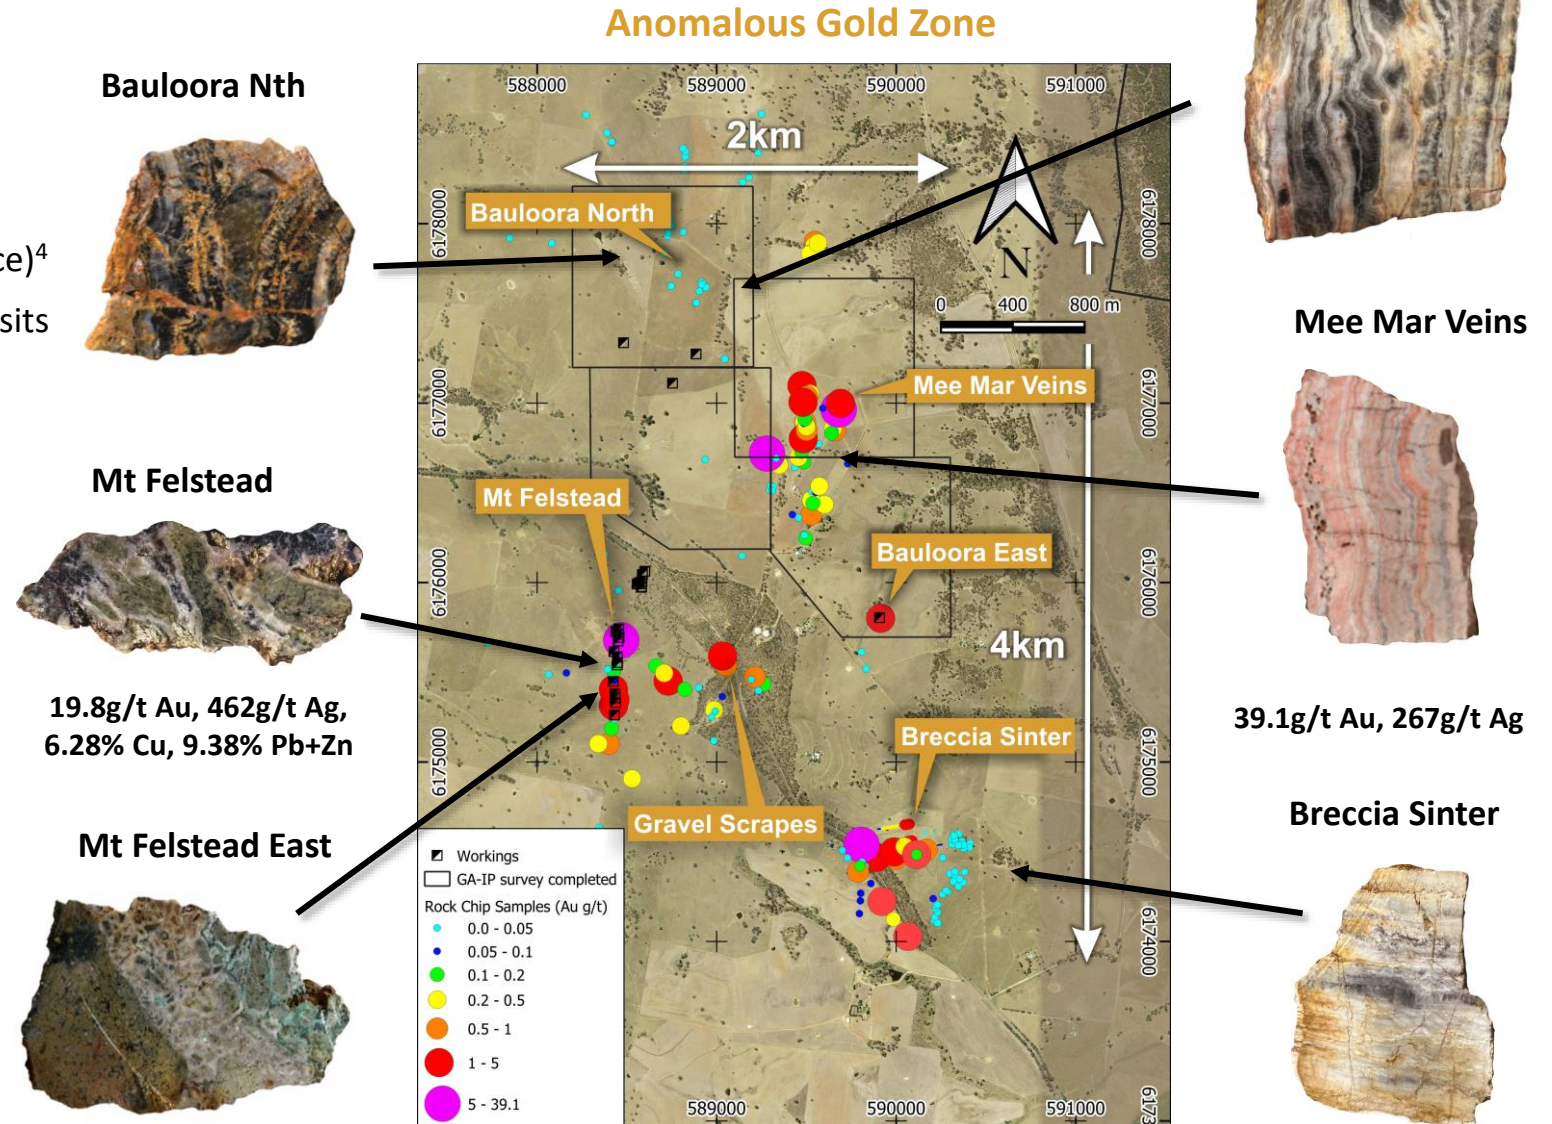 Anomalous Gold Zone
Bauloora Nth
ce)4
sits
Mt Felstead
19.8g/t Au, 462g/t Ag,
6.28% Cu, 9.38% Pb+Zn
Mt Felstead East
588000
589000
590000
591000
2km
Bauloora North
6178000
6178000
N
0 400 800 m
Mee Mar Veins
6177000
6177000
Mt Felstead
Bauloora East
6176000
6176000
4km
Breccia Sinter
6175000
6175000
Gravel Scrapes
Workings
GA-IP survey completed
Rock Chip Samples (Au g/t)
0.0 - 0.05
0.05 - 0.1
0.1 - 0.2
0.2 - 0.5
0.5 - 1
1 - 5
5 - 39.1
6174000
6173
589000
590000
591000
Mee Mar Veins
39.1g/t Au, 267g/t Ag
Breccia Sinter